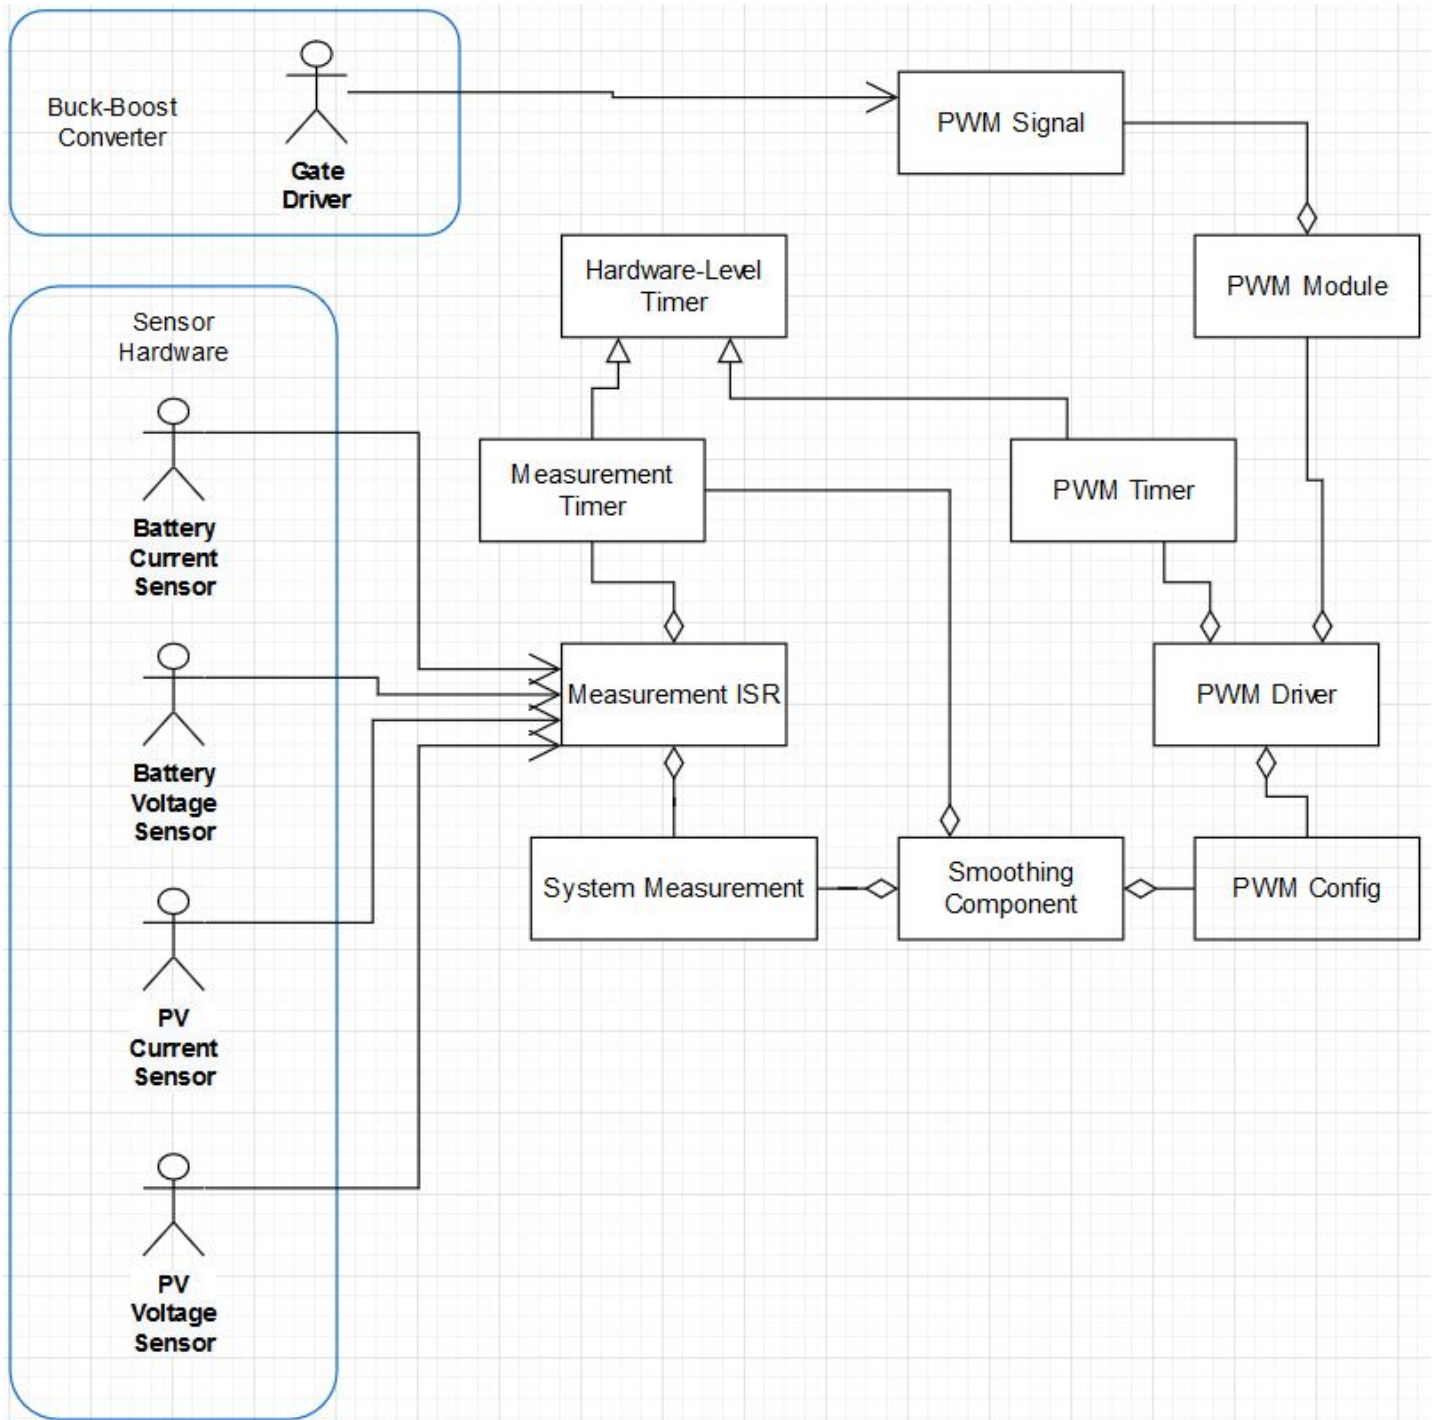 Buck-Boost
Converter
Gate
Driver
PWM Signal
Hardware-Level
Timer
PWM Module
Sensor
Hardware
Battery
Current
Sensor
Measurement
Timer
PWM Timer
Battery
Voltage
Sensor
Measurement ISR
PWM Driver
System Measurement
Smoothing
Component
PWM Config
PV
Current
Sensor
PV
Voltage
Sensor